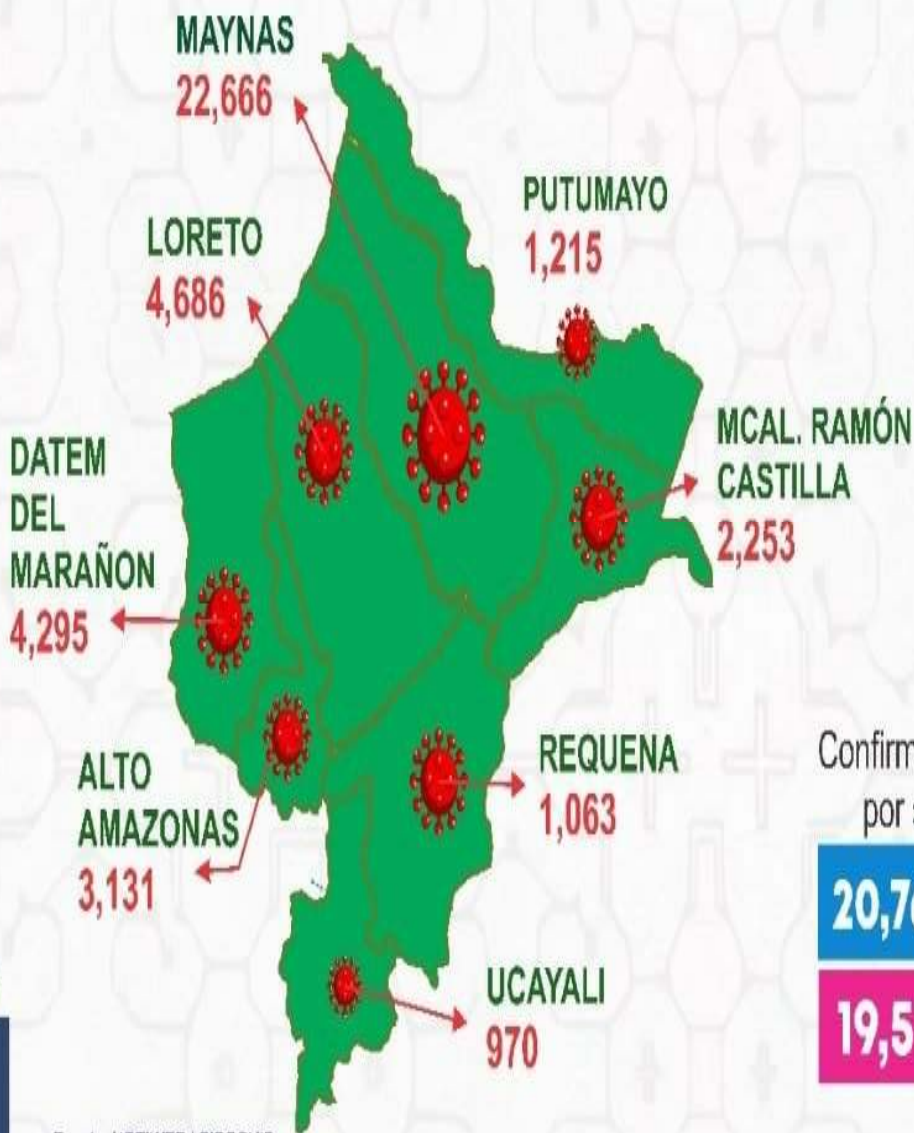 MAYNAS
22,666
PUTUMAYO
1,215
LORETO
4,686
MCAL. RAMÓN
CASTILLA
2,253
DATEM
DEL
MARAÑON
4,295
ALTO
AMAZONAS
3,131
REQUENA
1,063
UCAYALI
970
por